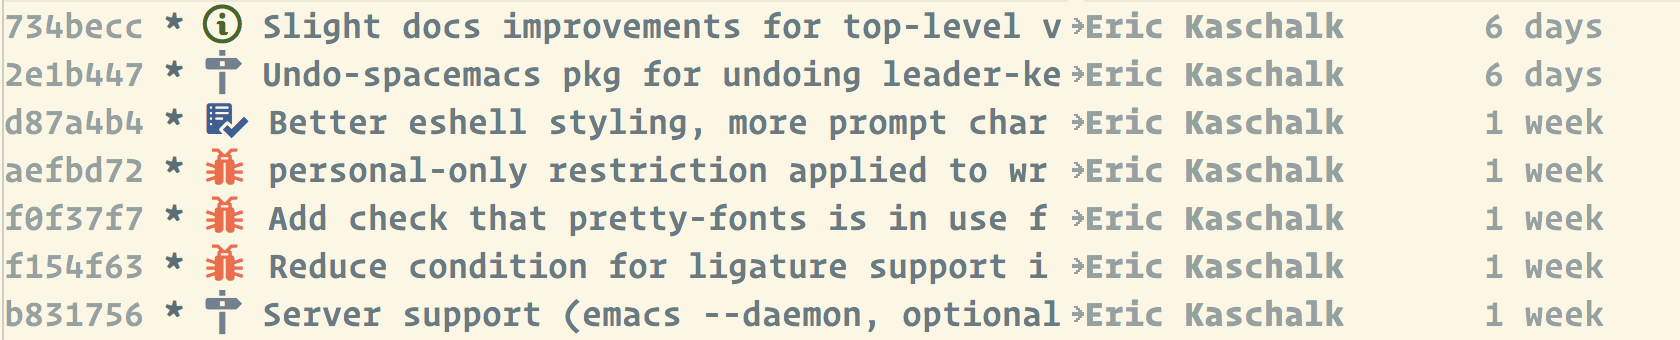 734becc * Slight docs improvements for top-level v Eric Kaschalk 6 days
2e1b447 * Undo-spacemacs pkg for undoing leader-ke Eric Kaschalk 6 days
d87a4b4 * Better eshell styling, more prompt char Eric Kaschalk 1 week
aefbd72 * personal-only restriction applied to wr Eric Kaschalk 1 week
f0f37f7 * Add check that pretty-fonts is in use f Eric Kaschalk 1 week
f154f63 * Reduce condition for ligature support i Eric Kaschalk 1 week
b831756 * Server support (emacs --daemon, optional Eric Kaschalk 1 week